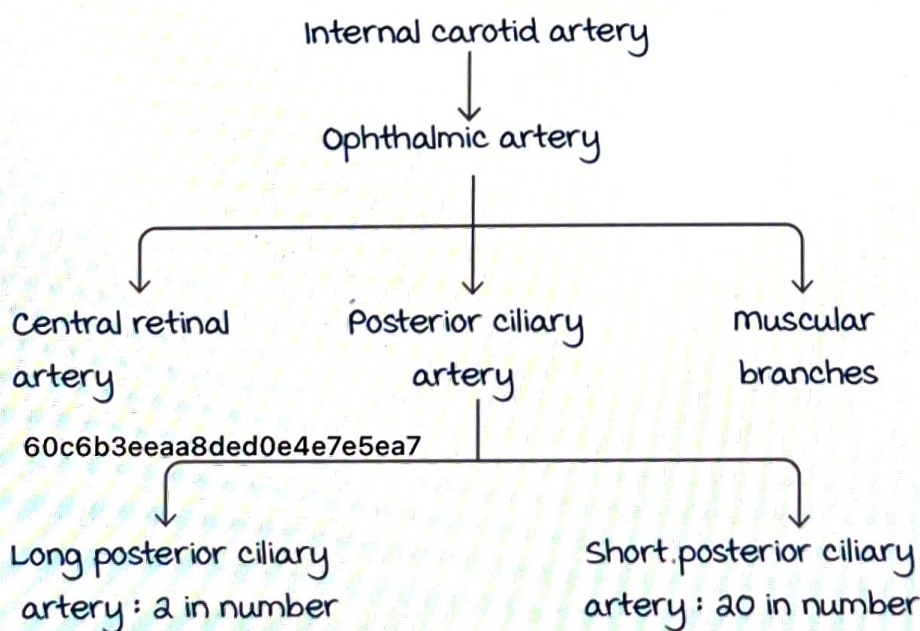 Internal carotid artery
Ophthalmic artery
Central retinal
artery
Posterior ciliary
artery
muscular
branches
60c6b3eeaa8ded0e4e7e5ea7
Long posterior ciliary
artery : 2 in number
Short posterior ciliary
artery : 20 in number